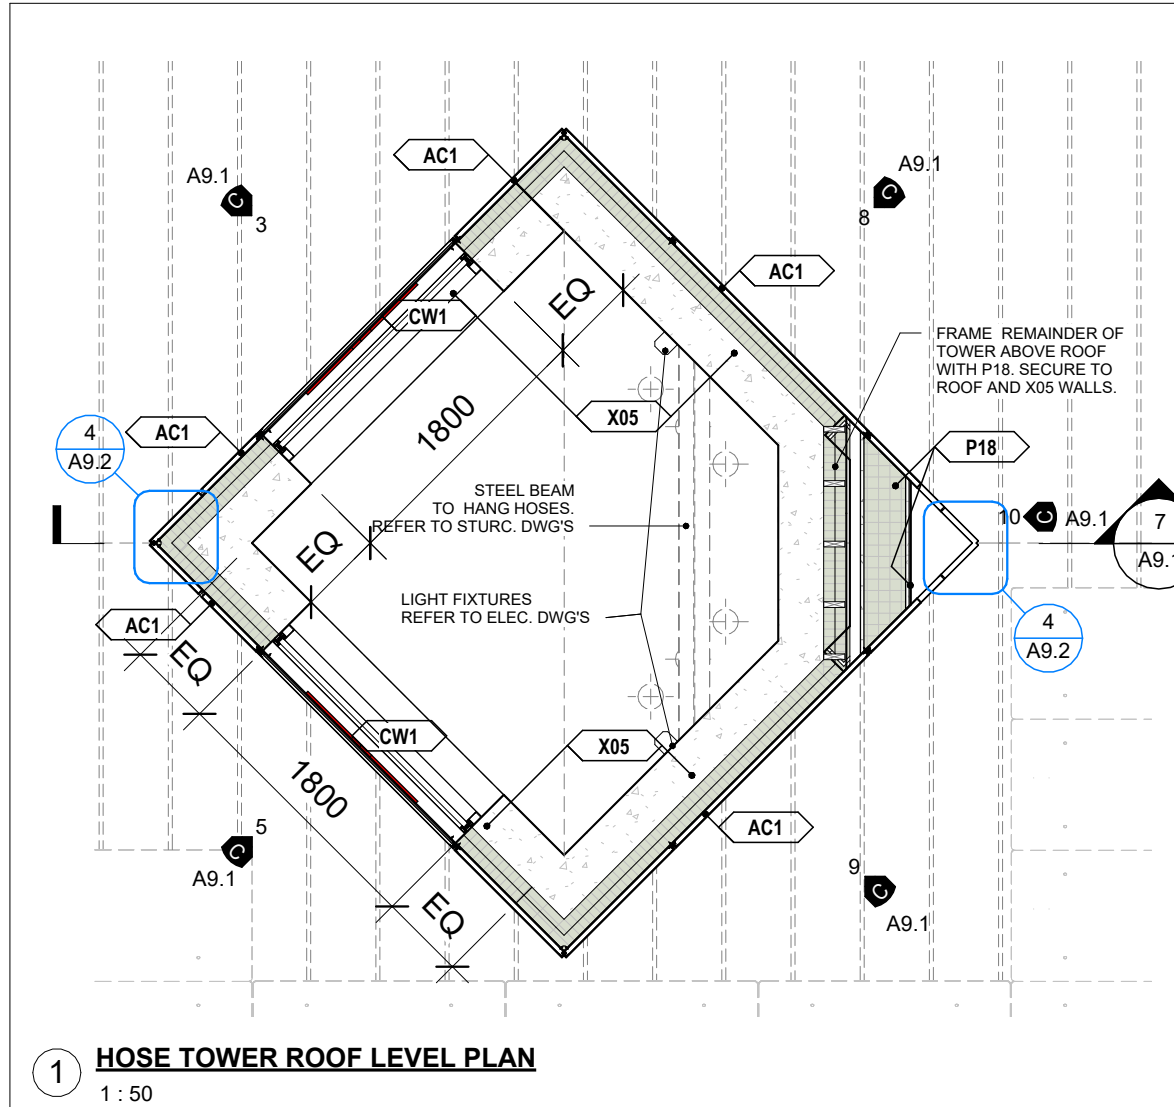 AC1
A9.1
C
3
A9.1
C
8
AC1
EQ
CW1
FRAME REMAINDER OF
TOWER ABOVE ROOF
WITH P18. SECURE TO
ROOF AND X05 WALLS.
X05
1800
4
A9.2
AC1
P18
STEEL BEAM
TO HANG HOSES.
REFER TO STURC. DWG'S
10
C
A9.1
7
A9.1
EQ
LIGHT FIXTURES
REFER TO ELEC. DWG'S
AC1
EQ
4
A9.2
CW1
X05
1800
AC1
5
C
A9.1
9
C
A9.1
EQ
1
HOSE TOWER ROOF LEVEL PLAN
1 : 50